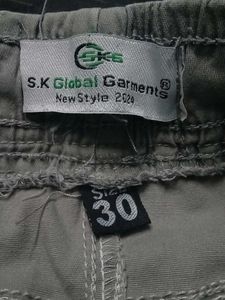 SKG
S.K Global Garments®
New Style 2024
SIZE
30